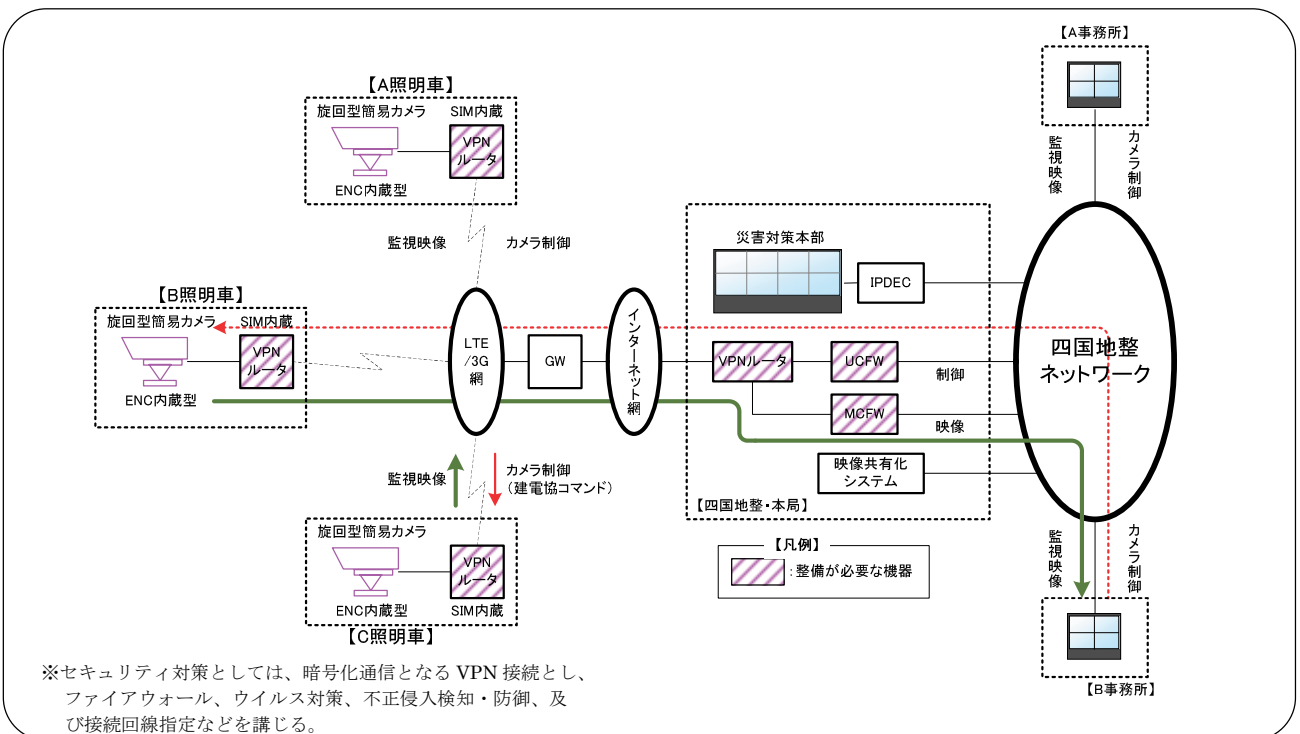 【A事務所】
監視映像
カメラ制御
【A照明車】
旋回型簡易カメラ
SIM内蔵
VPN
ルータ
ENC内蔵型
監視映像
カメラ制御
【B照明車】
旋回型簡易カメラ
SIM内蔵
VPN
ルータ
ENC内蔵型
LTE
/3G
網
GW
インターネット網
災害対策本部
IPDEC
VPNルータ
UCFW
制御
MCFW
映像
映像共有化
システム
【四国地整・本局】
四国地整
ネットワーク
監視映像
カメラ制御
(建電協コマンド)
旋回型簡易カメラ
VPN
ルータ
ENC内蔵型
SIM内蔵
【C照明車】
【凡例】
:整備が必要な機器
監視映像
カメラ制御
【B事務所】
※セキュリティ対策としては、暗号化通信となる VPN 接続とし、
ファイアウォール、ウイルス対策、不正侵入検知・防御、及
び接続回線指定などを講じる。